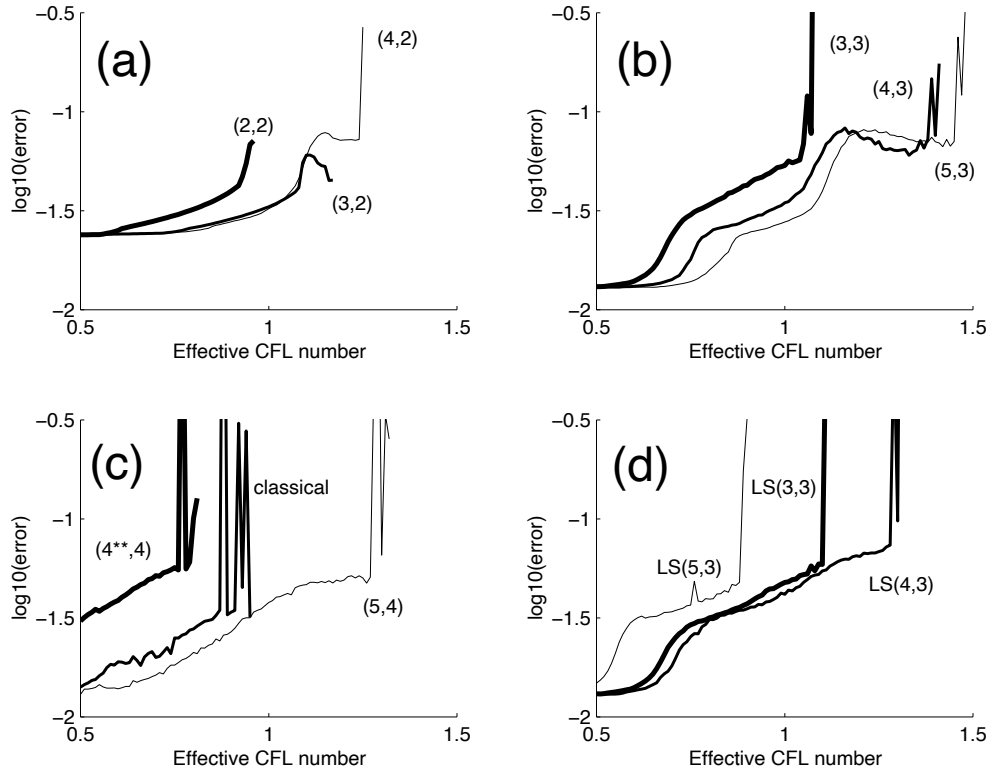 (a)
−0.5
−1
−1.5
−2
log10(error)
(2,2)
(4,2)
(3,2)
0.5
1
1.5
Effective CFL number
(b)
−0.5
−1
−1.5
−2
log10(error)
(3,3)
(4,3)
(5,3)
0.5
1
1.5
Effective CFL number
(c)
−0.5
−1
−1.5
−2
log10(error)
classical
(4**,4)
(5,4)
0.5
1
1.5
Effective CFL number
(d)
−0.5
−1
−1.5
−2
log10(error)
LS(3,3)
LS(5,3)
LS(4,3)
0.5
1
1.5
Effective CFL number